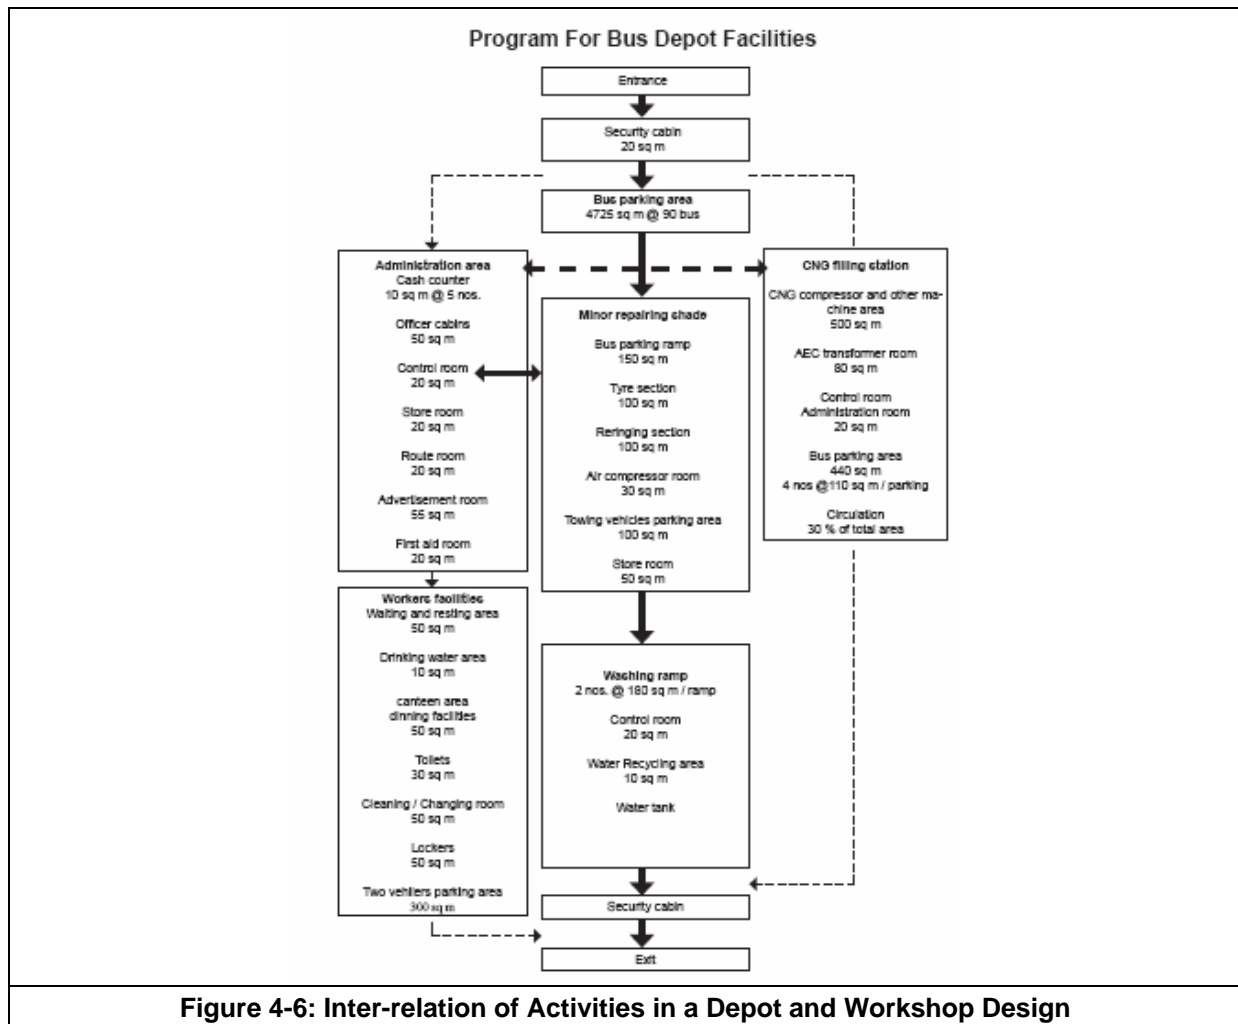 Program For Bus Depot Facilities
Entrance
Security cabin
20 sq m
Bus parking area
4725 sq m @ 90 bus
Administration area
Cash counter
10 sq m @ 5 nos.
Officer cabins
50 sq m
Control room
20 sq m
Store room
20 sq m
Route room
20 sq m
Advertisement room
55 sq m
First aid room
20 sq m
Workers facilities
Waiting and resting area
50 sq m
Drinking water area
10 sq m
canteen area
dinning facilities
50 sq m
Toilets
30 sq m
Cleaning / Changing room
50 sq m
Lockers
50 sq m
Two vehilers parking area
300 sq m
Minor repairing shade
Bus parking ramp
150 sq m
Tyre section
100 sq m
Reringing section
100 sq m
Air compressor room
30 sq m
Towing vehicles parking area
100 sq m
Store room
50 sq m
Washing ramp
2 nos. @ 180 sq m / ramp
Control room
20 sq m
Water Recycling area
10 sq m
Water tank
CNG filling station
CNG compressor and other ma-
chine area
500 sq m
AEC transformer room
80 sq m
Control room
Administration room
20 sq m
Bus parking area
440 sq m
4 nos @110 sq m / parking
Circulation
30 % of total area
Security cabin
Exit
Figure 4-6: Inter-relation of Activities in a Depot and Workshop Design